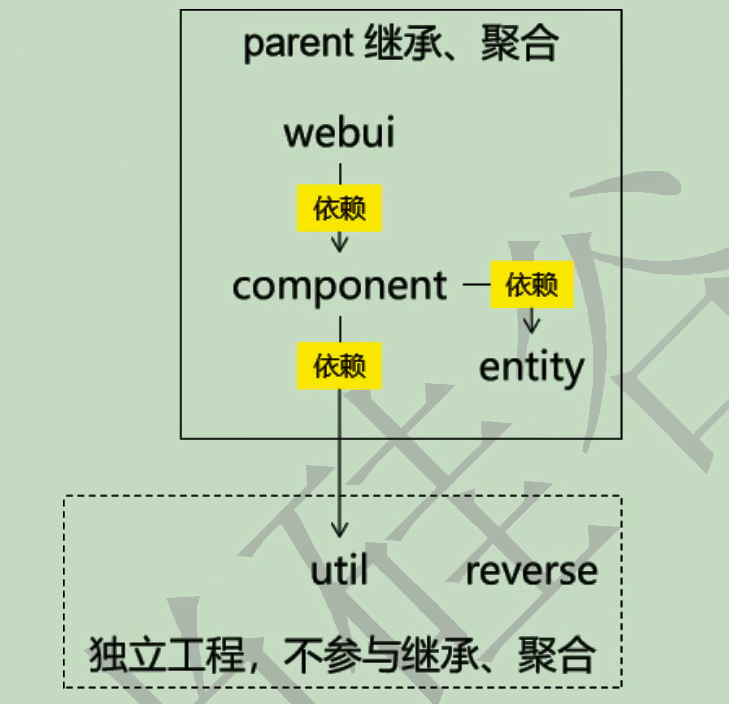 parent 继承、聚合
webui
依赖
component
依赖
依赖
entity
util
reverse
独立工程，不参与继承、聚合